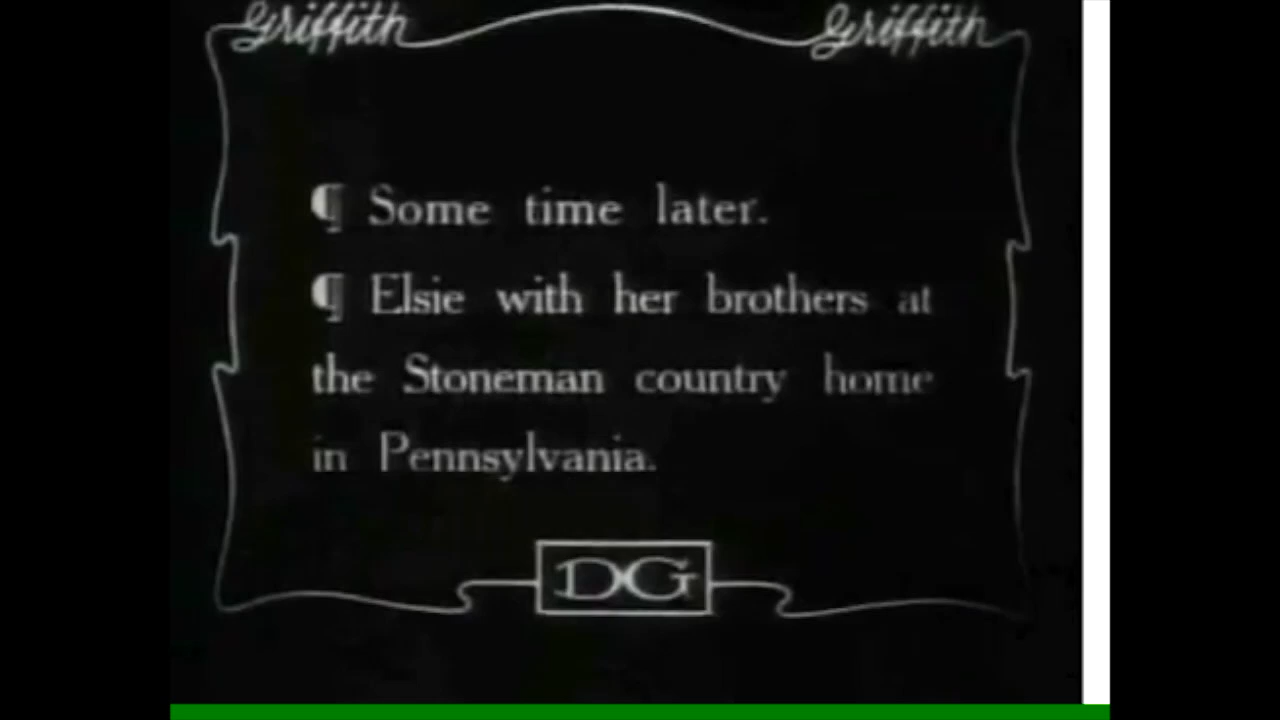 Griffith Griffith
¶ Some time later.
¶ Elsie with her brothers at
the Stoneman country home
in Pennsylvania.
DG